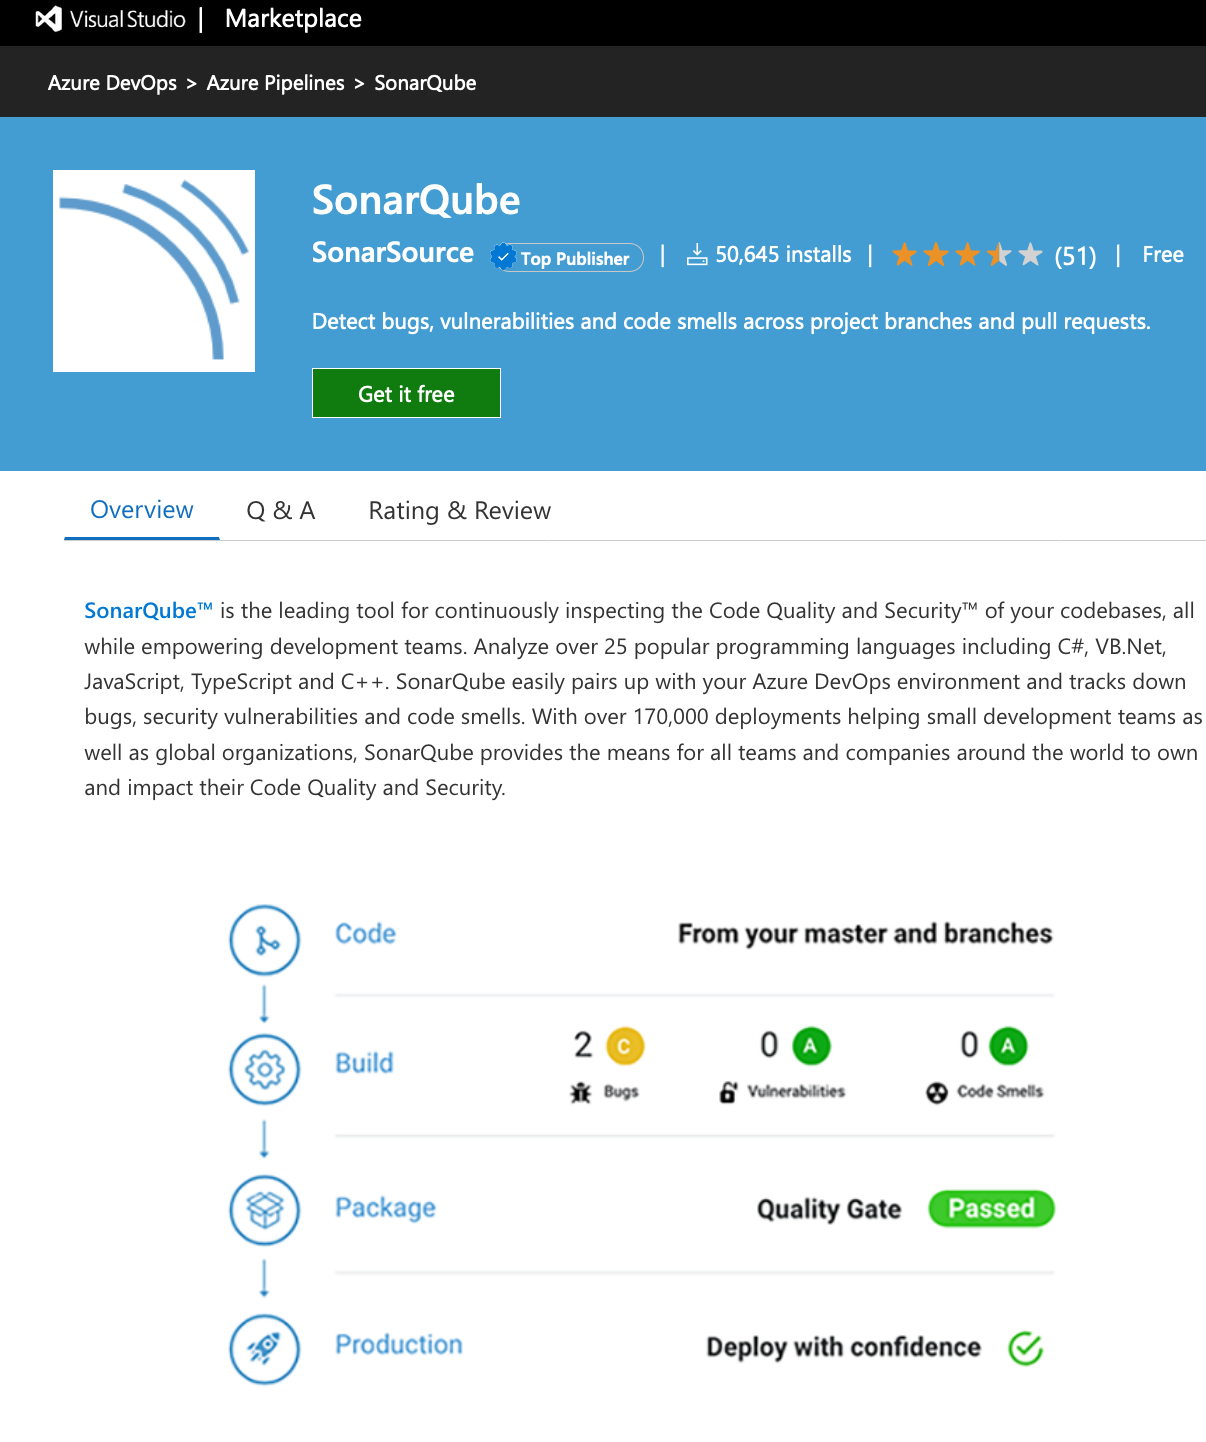 Visual Studio | Marketplace
Azure DevOps > Azure Pipelines > SonarQube
SonarQube
SonarSource Top Publisher | 50,645 installs | (51) | Free
Detect bugs, vulnerabilities and code smells across project branches and pull requests.
Get it free
Overview Q & A Rating & Review
SonarQube™ is the leading tool for continuously inspecting the Code Quality and Security™ of your codebases, all
while empowering development teams. Analyze over 25 popular programming languages including C#, VB.Net,
JavaScript, TypeScript and C++. SonarQube easily pairs up with your Azure DevOps environment and tracks down
bugs, security vulnerabilities and code smells. With over 170,000 deployments helping small development teams as
well as global organizations, SonarQube provides the means for all teams and companies around the world to own
and impact their Code Quality and Security.
Code From your master and branches
Build 2 C 0 A 0 A
Bugs Vulnerabilities Code Smells
Package Quality Gate Passed
Production Deploy with confidence